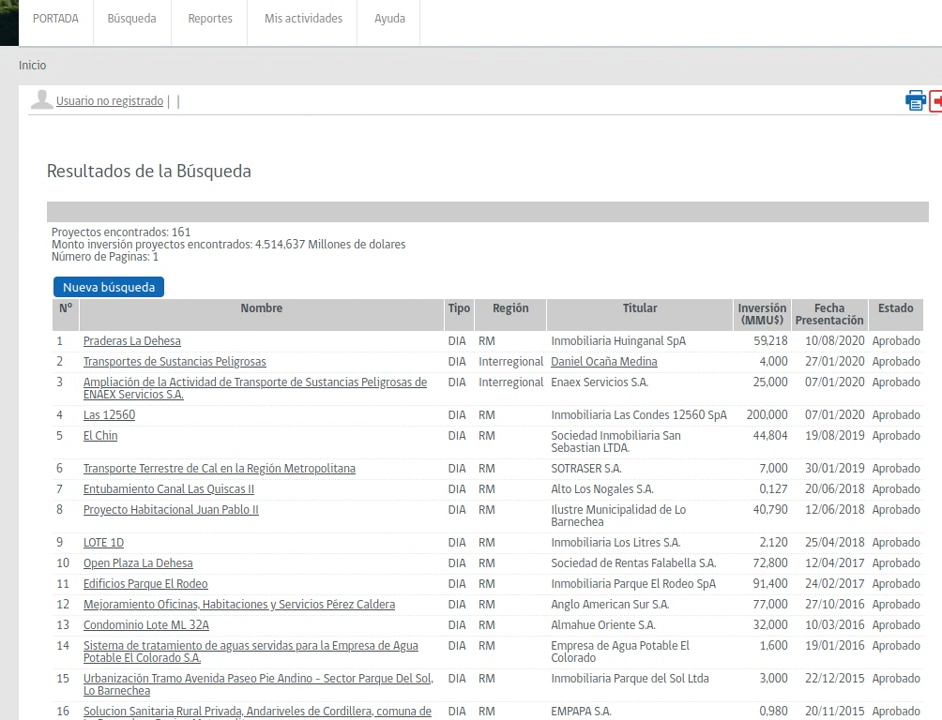 PORTADA Búsqueda Reportes Mis actividades Ayuda
Inicio
Usuario no registrado | |
Resultados de la Búsqueda
Proyectos encontrados: 161
Monto inversión proyectos encontrados: 4.514,637 Millones de dolares
Número de Paginas: 1
Nueva búsqueda
Nº Nombre Tipo Región Titular Inversión (MMU$) Fecha Presentación Estado
1 Praderas La Dehesa DIA RM Inmobiliaria Huinganal SpA 59,218 10/08/2020 Aprobado
2 Transportes de Sustancias Peligrosas DIA Interregional Daniel Ocaña Medina 4,000 27/01/2020 Aprobado
3 Ampliación de la Actividad de Transporte de Sustancias Peligrosas de ENAEX Servicios S.A. DIA Interregional Enaex Servicios S.A. 25,000 07/01/2020 Aprobado
4 Las 12560 DIA RM Inmobiliaria Las Condes 12560 SpA 200,000 07/01/2020 Aprobado
5 El Chin DIA RM Sociedad Inmobiliaria San Sebastian LTDA. 44,804 19/08/2019 Aprobado
6 Transporte Terrestre de Cal en la Región Metropolitana DIA RM SOTRASER S.A. 7,000 30/01/2019 Aprobado
7 Entubamiento Canal Las Quiscas II DIA RM Alto Los Nogales S.A. 0,127 20/06/2018 Aprobado
8 Proyecto Habitacional Juan Pablo II DIA RM Ilustre Municipalidad de Lo Barnechea 40,790 12/06/2018 Aprobado
9 LOTE 1D DIA RM Inmobiliaria Los Litres S.A. 2,120 25/04/2018 Aprobado
10 Open Plaza La Dehesa DIA RM Sociedad de Rentas Falabella S.A. 72,800 12/04/2017 Aprobado
11 Edificios Parque El Rodeo DIA RM Inmobiliaria Parque El Rodeo SpA 91,400 24/02/2017 Aprobado
12 Mejoramiento Oficinas, Habitaciones y Servicios Pérez Caldera DIA RM Anglo American Sur S.A. 77,000 27/10/2016 Aprobado
13 Condominio Lote ML 32A DIA RM Almahue Oriente S.A. 32,000 10/03/2016 Aprobado
14 Sistema de tratamiento de aguas servidas para la Empresa de Agua Potable El Colorado S.A. DIA RM Empresa de Agua Potable El Colorado 1,600 19/01/2016 Aprobado
15 Urbanización Tramo Avenida Paseo Pie Andino – Sector Parque Del Sol, Lo Barnechea DIA RM Inmobiliaria Parque del Sol Ltda 3,000 22/12/2015 Aprobado
16 Solucion Sanitaria Rural Privada, Andariveles de Cordillera, comuna de DIA RM EMPAPA S.A. 0,980 20/11/2015 Aprobado